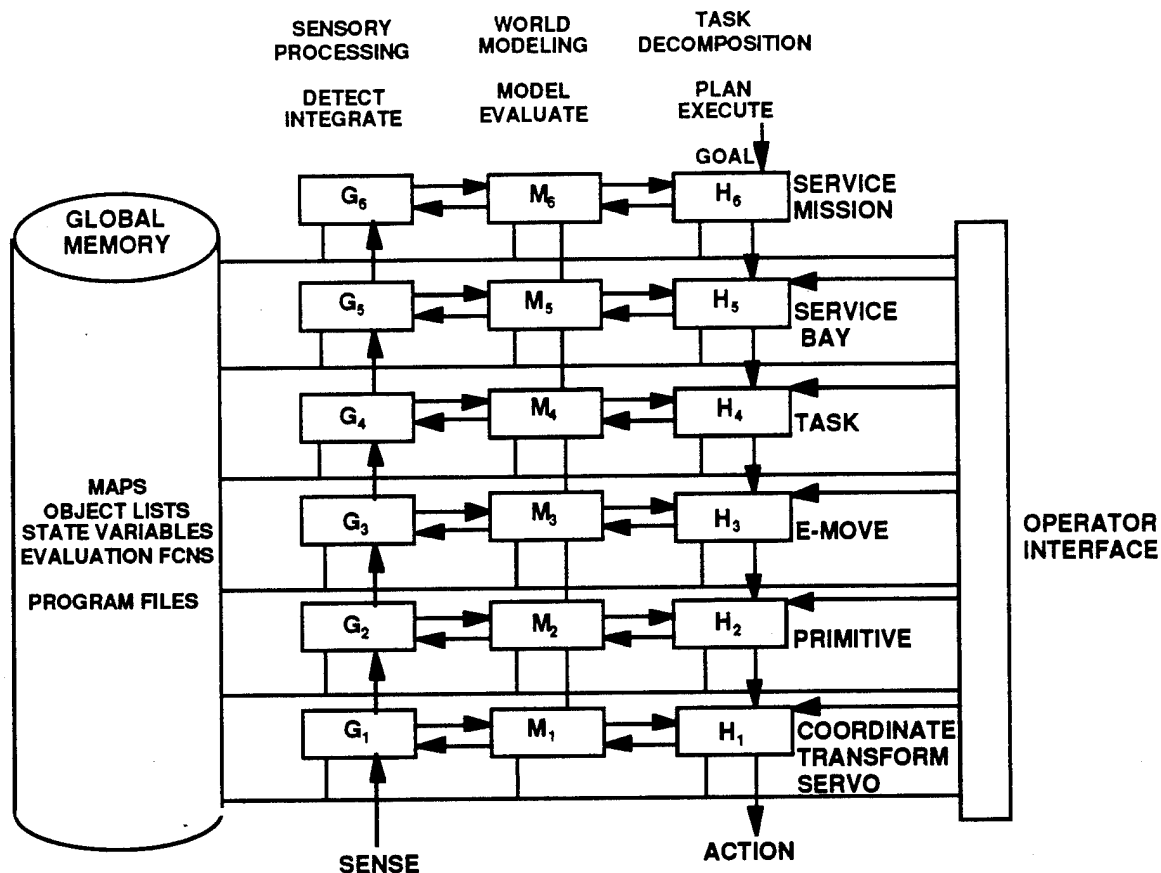 SENSORY
PROCESSING
DETECT
INTEGRATE
WORLD
MODELING
MODEL
EVALUATE
TASK
DECOMPOSITION
PLAN
EXECUTE
GOAL
GLOBAL
MEMORY
MAPS
OBJECT LISTS
STATE VARIABLES
EVALUATION FCNS
PROGRAM FILES
G₆
M₆
H₆
SERVICE
MISSION
G₅
M₅
H₅
SERVICE
BAY
G₄
M₄
H₄
TASK
G₃
M₃
H₃
E-MOVE
G₂
M₂
H₂
PRIMITIVE
G₁
M₁
H₁
COORDINATE
TRANSFORM
SERVO
OPERATOR
INTERFACE
SENSE
ACTION